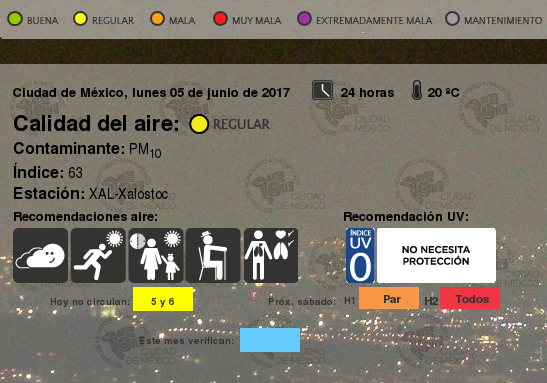 BUENA REGULAR MALA MUY MALA EXTREMADAMENTE MALA MANTENIMIENTO
Ciudad de México, lunes 05 de junio de 2017 24 horas 20 ºC
Calidad del aire: REGULAR
Contaminante: PM10
Índice: 63
Estación: XAL-Xalostoc
Recomendaciones aire: Recomendación UV:
ÍNDICE
UV
0
NO NECESITA
PROTECCIÓN
Hoy no circulan: 5 y 6 Próx. sábado: H1 Par H2 Todos
Este mes verifican:
CIUDAD
DE MÉXICO